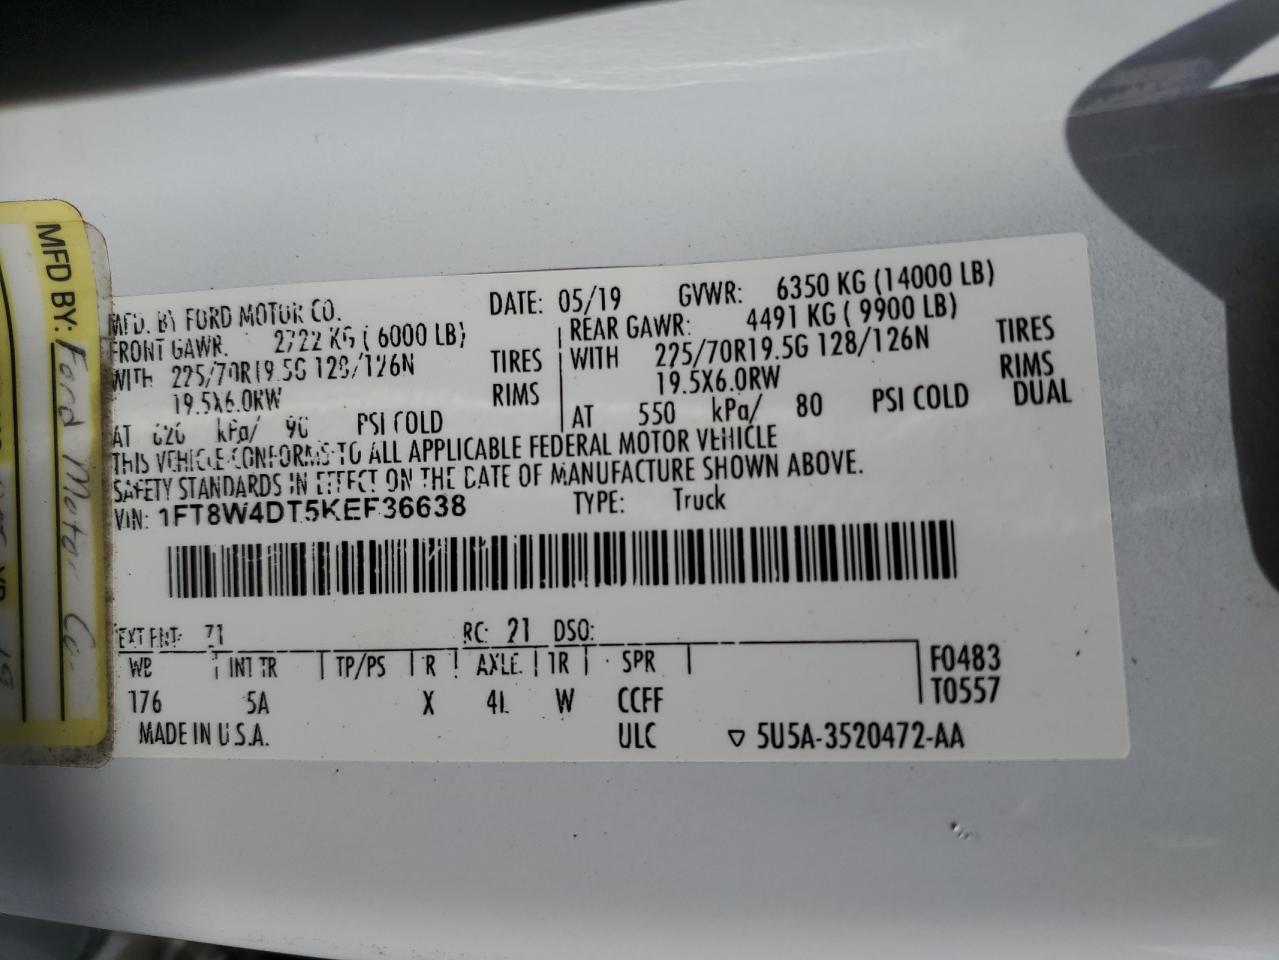 MFD. BY FORD MOTOR CO. DATE: 05/19 GVWR: 6350 KG (14000 LB)
FRONT GAWR: 2722 KG ( 6000 LB) REAR GAWR: 4491 KG ( 9900 LB)
WITH 225/70R19.5G 128/126N TIRES WITH 225/70R19.5G 128/126N TIRES
19.5X6.0RW RIMS 19.5X6.0RW RIMS
AT 620 kPa/ 90 PSI COLD AT 550 kPa/ 80 PSI COLD DUAL
THIS VEHICLE CONFORMS TO ALL APPLICABLE FEDERAL MOTOR VEHICLE
SAFETY STANDARDS IN EFFECT ON THE DATE OF MANUFACTURE SHOWN ABOVE.
VIN: 1FT8W4DT5KEF36638 TYPE: Truck
EXT PNT: Z1 RC: 21 DSO:
WB INT TR TP/PS R AXLE TR SPR F0483
176 5A X 4L W CCFF T0557
MADE IN U.S.A. ULC 5U5A-3520472-AA
MFD BY: Ford Motor Co.